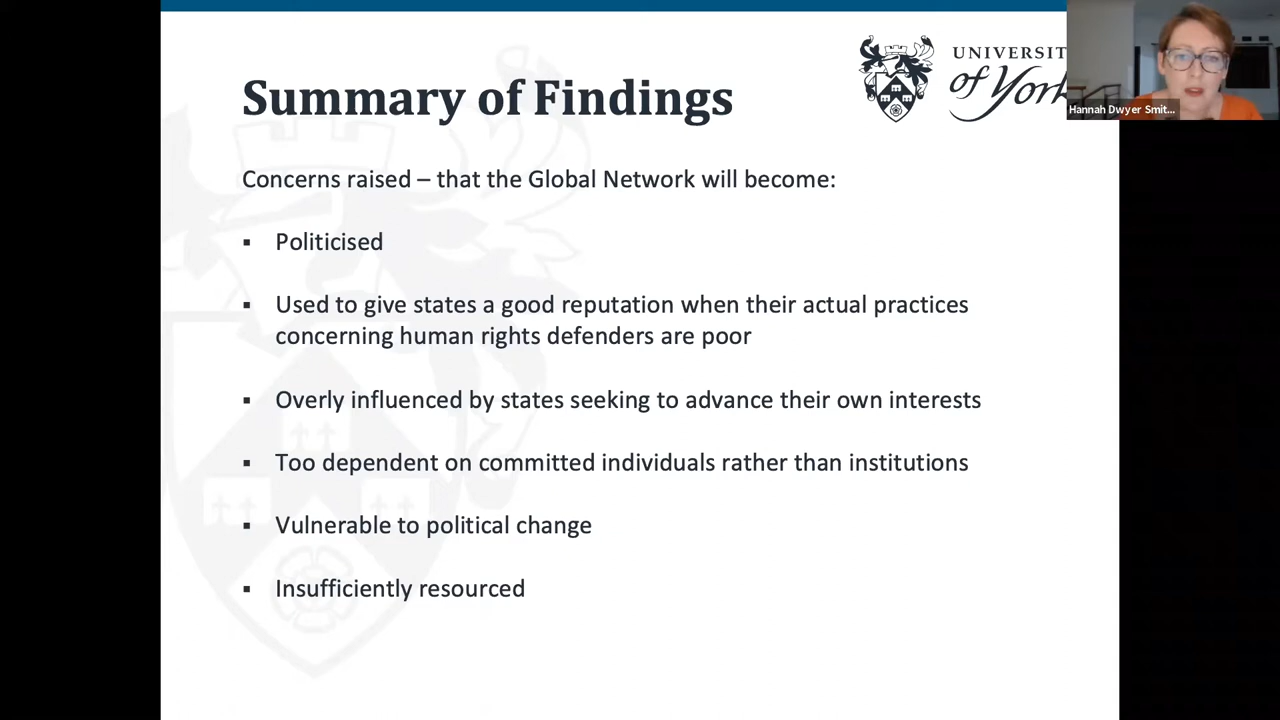 Summary of Findings
UNIVERSIT
of York
Hannah Dwyer Smit...
Concerns raised – that the Global Network will become:
▪ Politicised
▪ Used to give states a good reputation when their actual practices
concerning human rights defenders are poor
▪ Overly influenced by states seeking to advance their own interests
▪ Too dependent on committed individuals rather than institutions
▪ Vulnerable to political change
▪ Insufficiently resourced